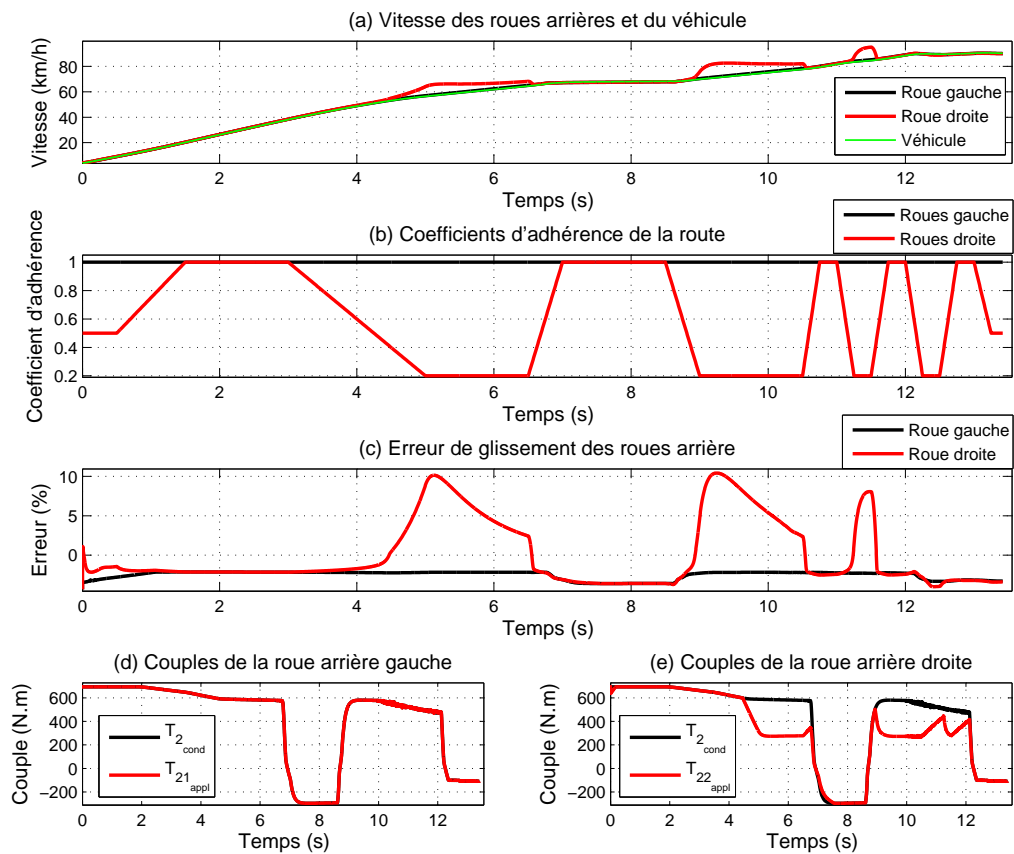 (a) Vitesse des roues arrières et du véhicule
Vitesse (km/h)
80
60
40
20
Roue gauche
Roue droite
Véhicule
0 2 4 6 8 10 12
Temps (s)
(b) Coefficients d'adhérence de la route
Roues gauche
Roues droite
Coefficient d'adhérence
1
0.8
0.6
0.4
0.2
0 2 4 6 8 10 12
Temps (s)
(c) Erreur de glissement des roues arrière
Roue gauche
Roue droite
Erreur (%)
10
5
0
0 2 4 6 8 10 12
Temps (s)
(d) Couples de la roue arrière gauche
Couple (N.m)
600
400
200
0
−200
T2cond
T21appl
0 2 4 6 8 10 12
Temps (s)
(e) Couples de la roue arrière droite
Couple (N.m)
600
400
200
0
−200
T2cond
T22appl
0 2 4 6 8 10 12
Temps (s)